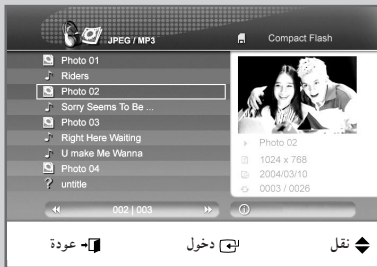 JPEG / MP3
Compact Flash
Photo 01
Riders
Photo 02
Sorry Seems To Be ...
Photo 03
Right Here Waiting
U make Me Wanna
Photo 04
? untitle
002 | 003
Photo 02
1024 x 768
2004/03/10
0003 / 0026
نقل
دخول
عودة